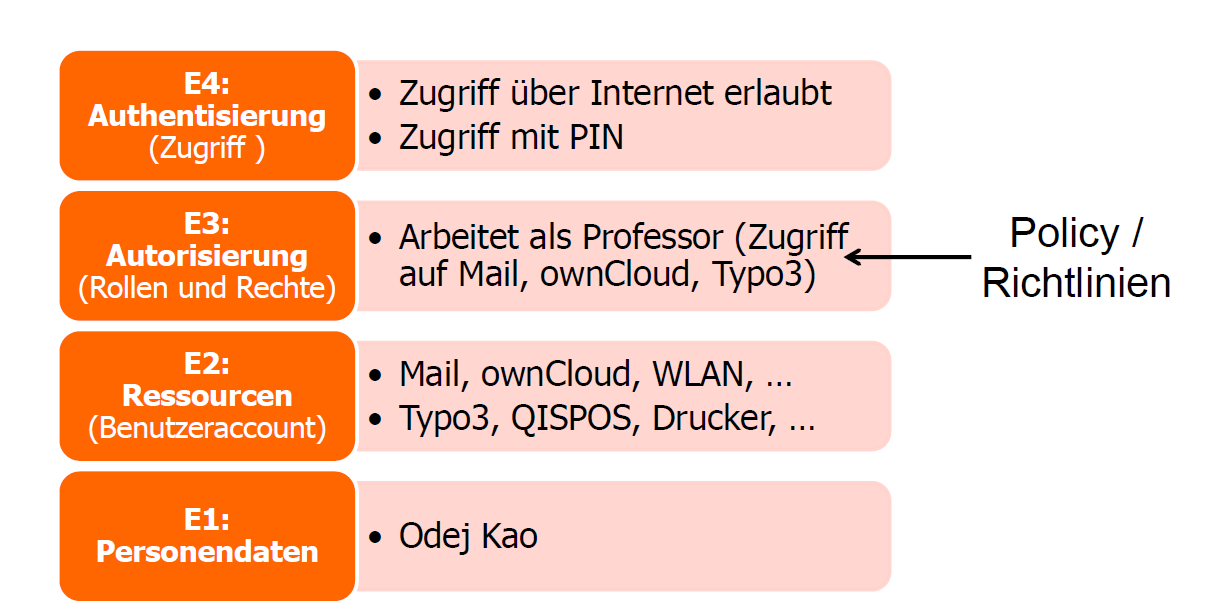 E4:
Authentisierung
(Zugriff )
• Zugriff über Internet erlaubt
• Zugriff mit PIN
E3:
Autorisierung
(Rollen und Rechte)
• Arbeitet als Professor (Zugriff
auf Mail, ownCloud, Typo3)
Policy /
Richtlinien
E2:
Ressourcen
(Benutzeraccount)
• Mail, ownCloud, WLAN, …
• Typo3, QISPOS, Drucker, …
E1:
Personendaten
• Odej Kao